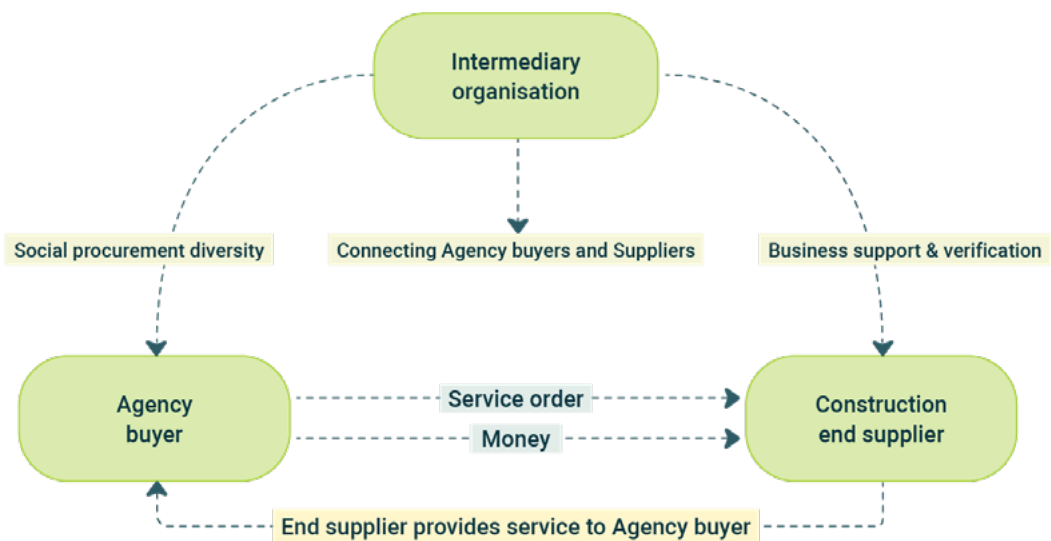 Intermediary
organisation
Social procurement diversity
Connecting Agency buyers and Suppliers
Business support & verification
Agency
buyer
Service order
Money
Construction
end supplier
End supplier provides service to Agency buyer